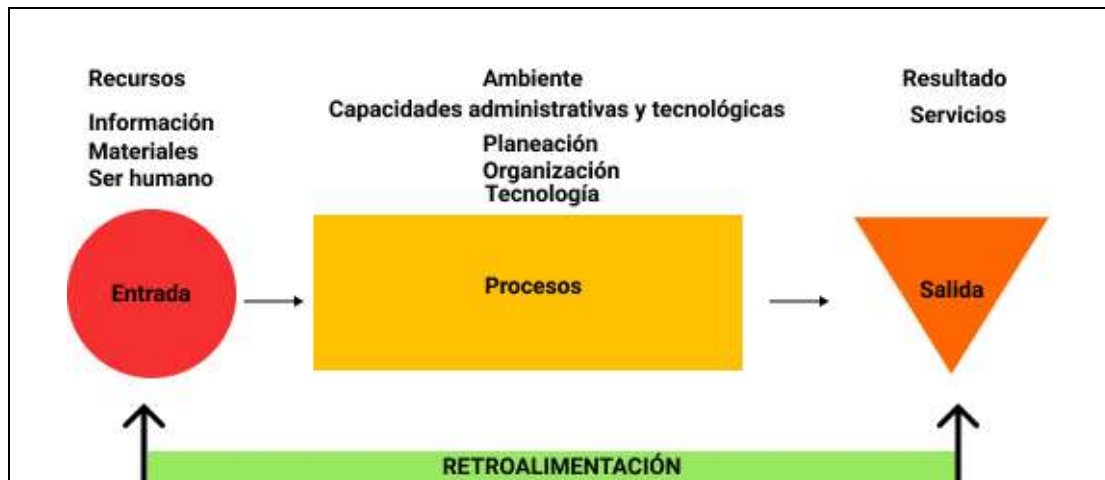 Recursos
Información
Materiales
Ser humano
Ambiente
Capacidades administrativas y tecnológicas
Planeación
Organización
Tecnología
Resultado
Servicios
Entrada
Procesos
Salida
RETROALIMENTACIÓN